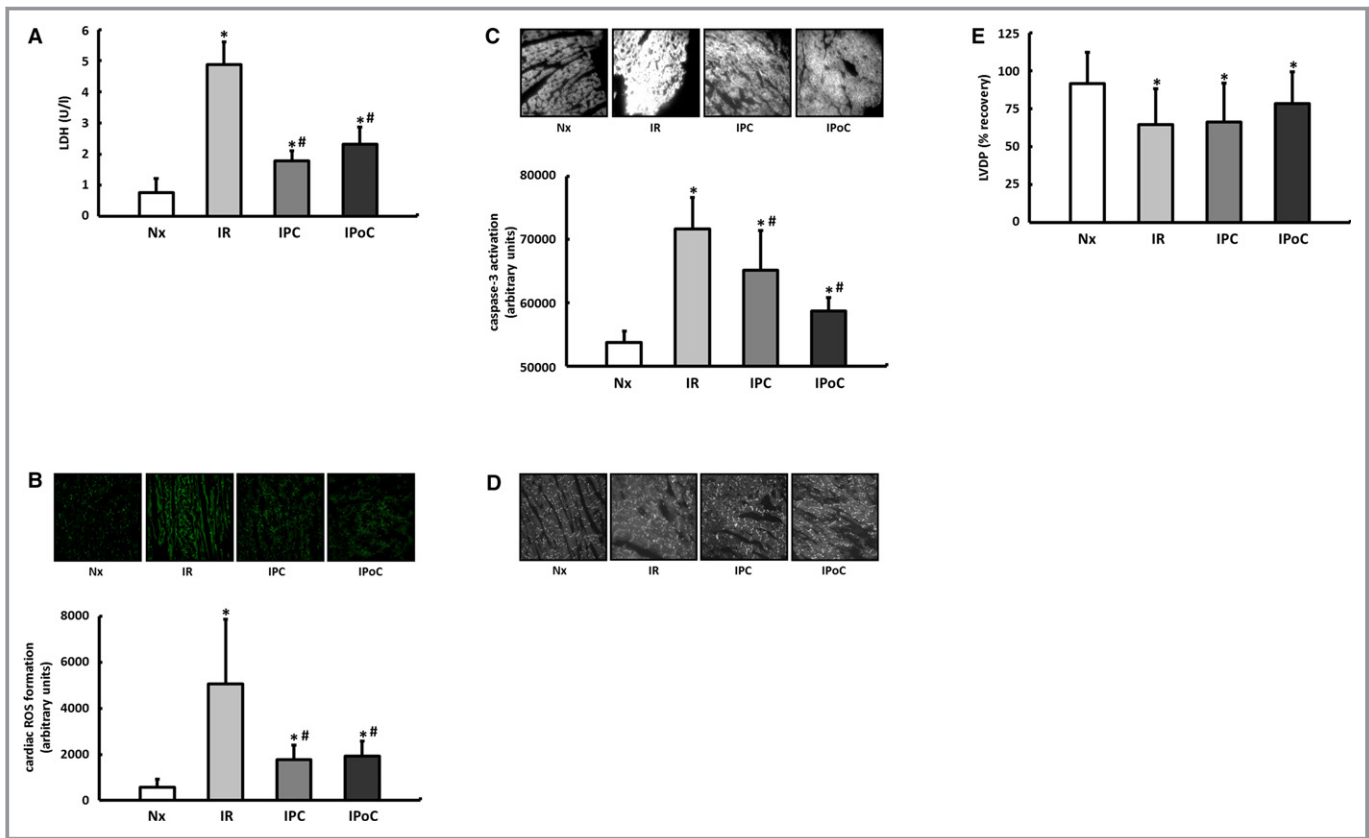 A
LDH (U/l)
6
5
4
3
2
1
0
*
*#
*#
Nx IR IPC IPoC
B
Nx IR IPC IPoC
cardiac ROS formation
(arbitrary units)
8000
6000
4000
2000
0
*
*#
*#
Nx IR IPC IPoC
C
Nx IR IPC IPoC
caspase-3 activation
(arbitrary units)
80000
70000
60000
50000
*
*#
*#
Nx IR IPC IPoC
D
Nx IR IPC IPoC
E
LVDP (% recovery)
125
100
75
50
25
0
*
*
*
Nx IR IPC IPoC